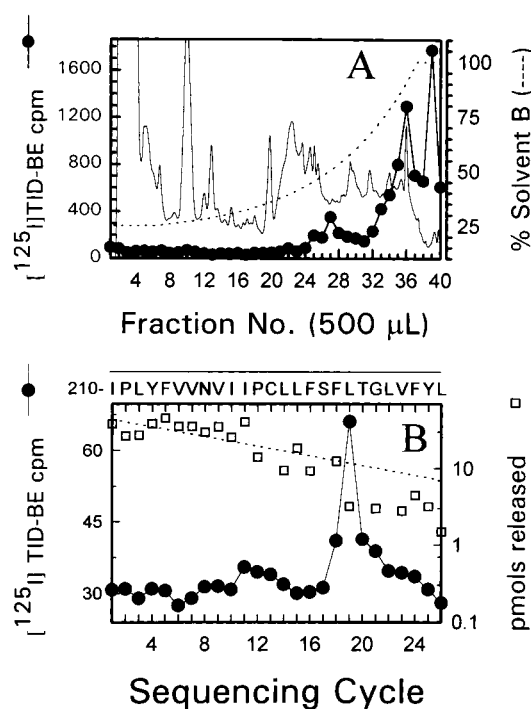 A
[125I]TID-BE cpm
1600
1200
800
400
0
% Solvent B (----)
100
75
50
25
4 8 12 16 20 24 28 32 36 40
Fraction No. (500 μL)
210- I P L Y F V V N V I I P C L L F S F L T G L V F Y L
B
[125I] TID-BE cpm
60
45
30
pmols released
10
1
0.1
4 8 12 16 20 24
Sequencing Cycle